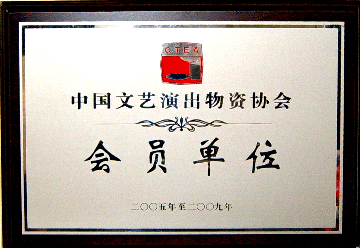 中国文艺演出物资协会
会员单位
二〇〇五年至二〇〇九年